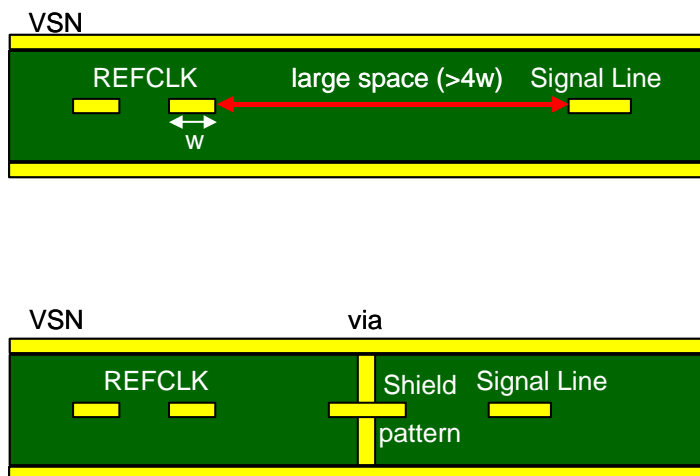 VSN
REFCLK large space (>4w) Signal Line
w
VSN via
REFCLK Shield Signal Line
pattern